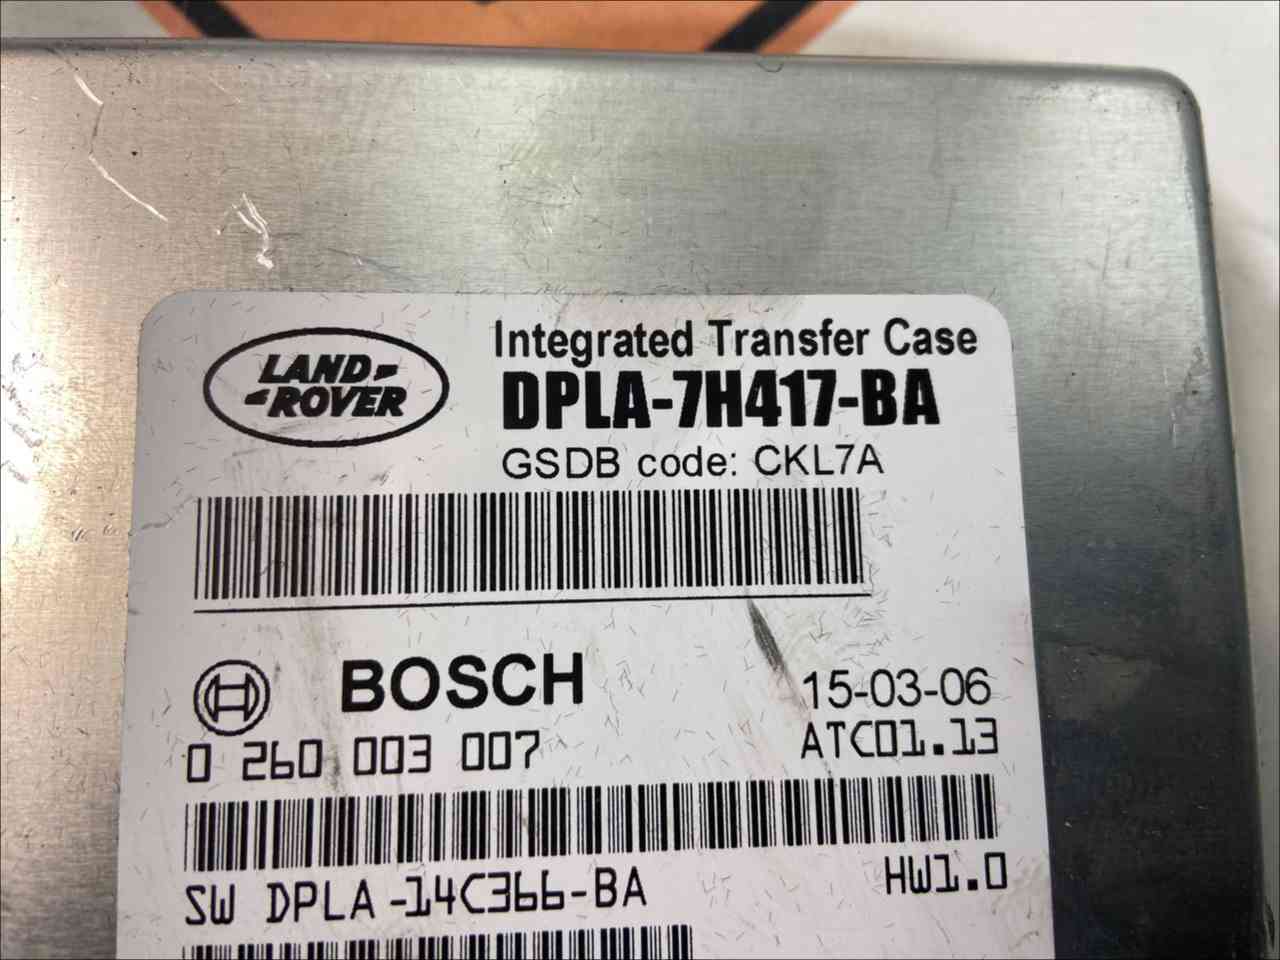 LAND-
-ROVER
Integrated Transfer Case
DPLA-7H417-BA
GSDB code: CKL7A
BOSCH
15-03-06
0 260 003 007
ATC01.13
SW DPLA-14C366-BA
HW1.0